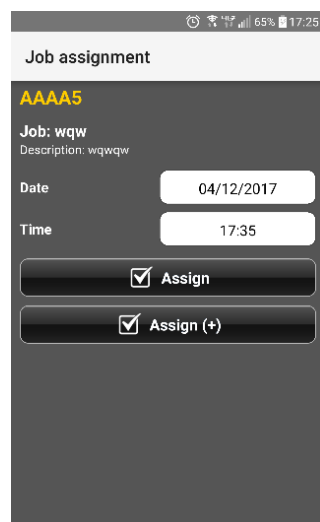 65% 17:25
Job assignment
AAAA5
Job: wqw
Description: wqwqw
Date 04/12/2017
Time 17:35
Assign
Assign (+)